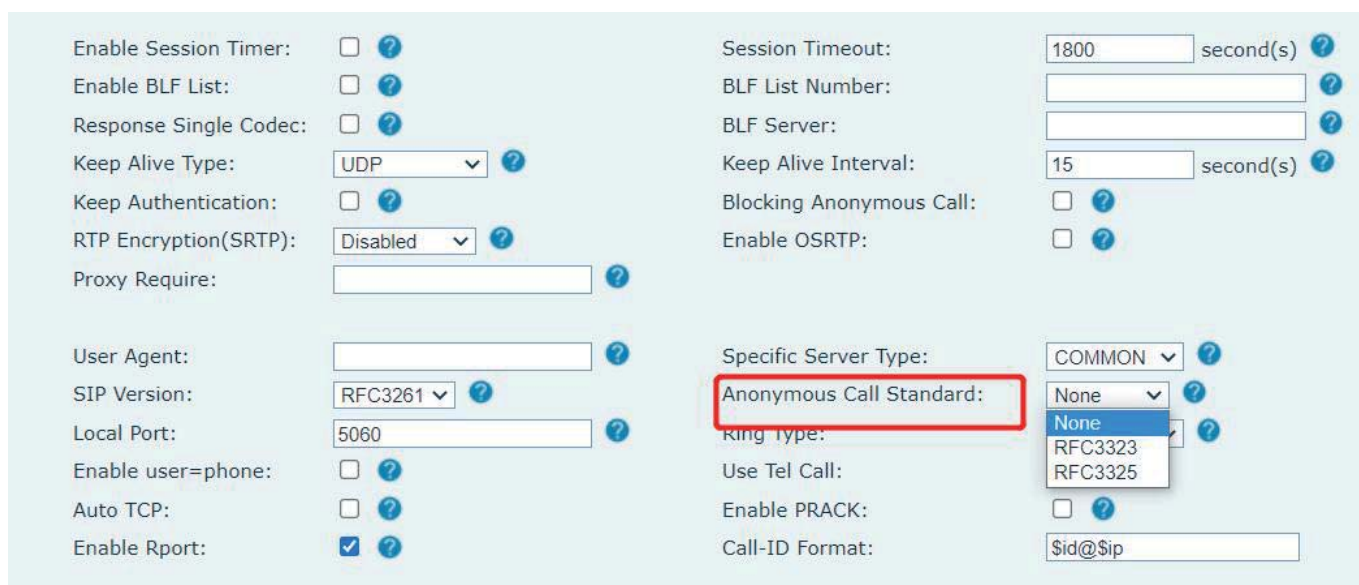 Enable Session Timer: ? Session Timeout: 1800 second(s) ?
Enable BLF List: ? BLF List Number: ?
Response Single Codec: ? BLF Server: ?
Keep Alive Type: UDP ? Keep Alive Interval: 15 second(s) ?
Keep Authentication: ? Blocking Anonymous Call: ?
RTP Encryption(SRTP): Disabled ? Enable OSRTP: ?
Proxy Require: ?
User Agent: ? Specific Server Type: COMMON ?
SIP Version: RFC3261 ? Anonymous Call Standard: None ?
Local Port: 5060 ? Ring Type: None ?
RFC3323
Enable user=phone: ? Use Tel Call: RFC3325
Auto TCP: ? Enable PRACK: ?
Enable Rport: ? Call-ID Format: $id@$ip